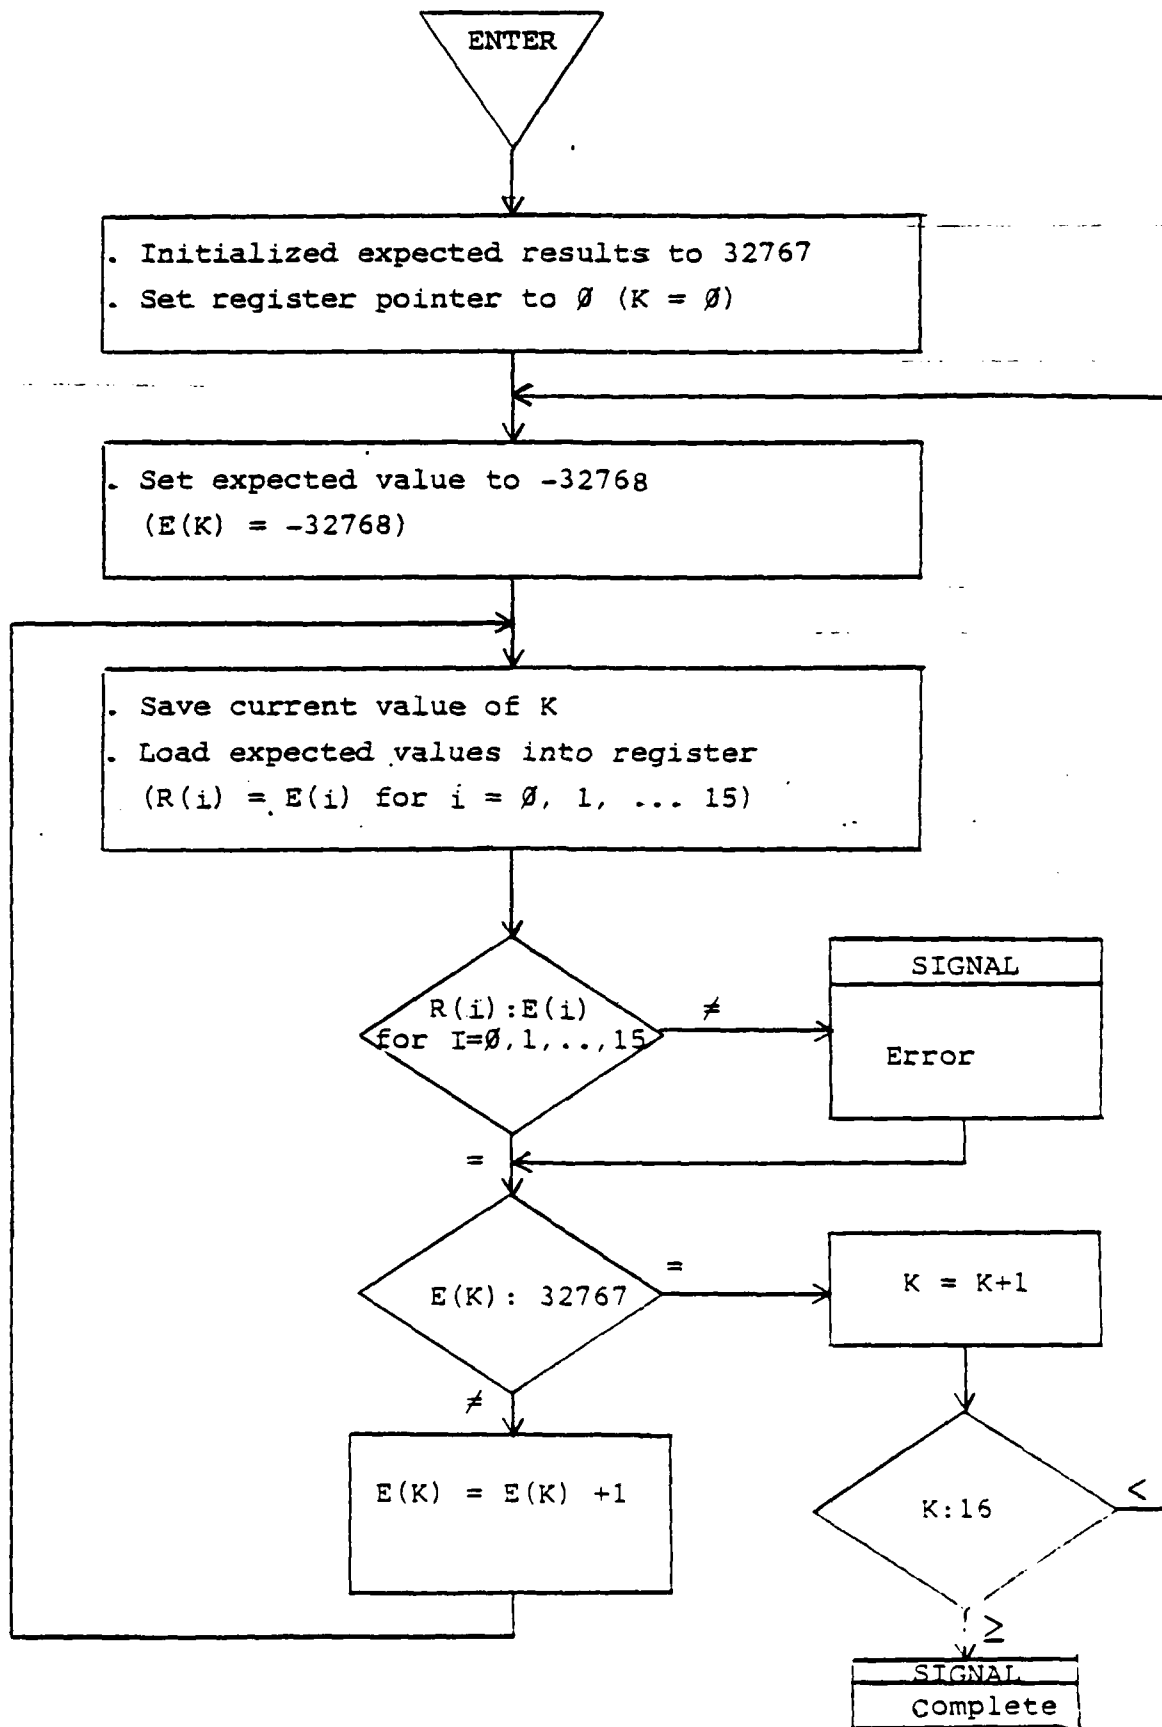 ENTER
. Initialized expected results to 32767
. Set register pointer to Ø (K = Ø)
. Set expected value to -32768
(E(K) = -32768)
. Save current value of K
. Load expected values into register
(R(i) = E(i) for i = Ø, 1, ... 15)
R(i):E(i)
for I=Ø,1,..,15
≠
SIGNAL
Error
=
E(K): 32767
=
K = K+1
≠
E(K) = E(K) +1
K:16
<
≥
SIGNAL
Complete